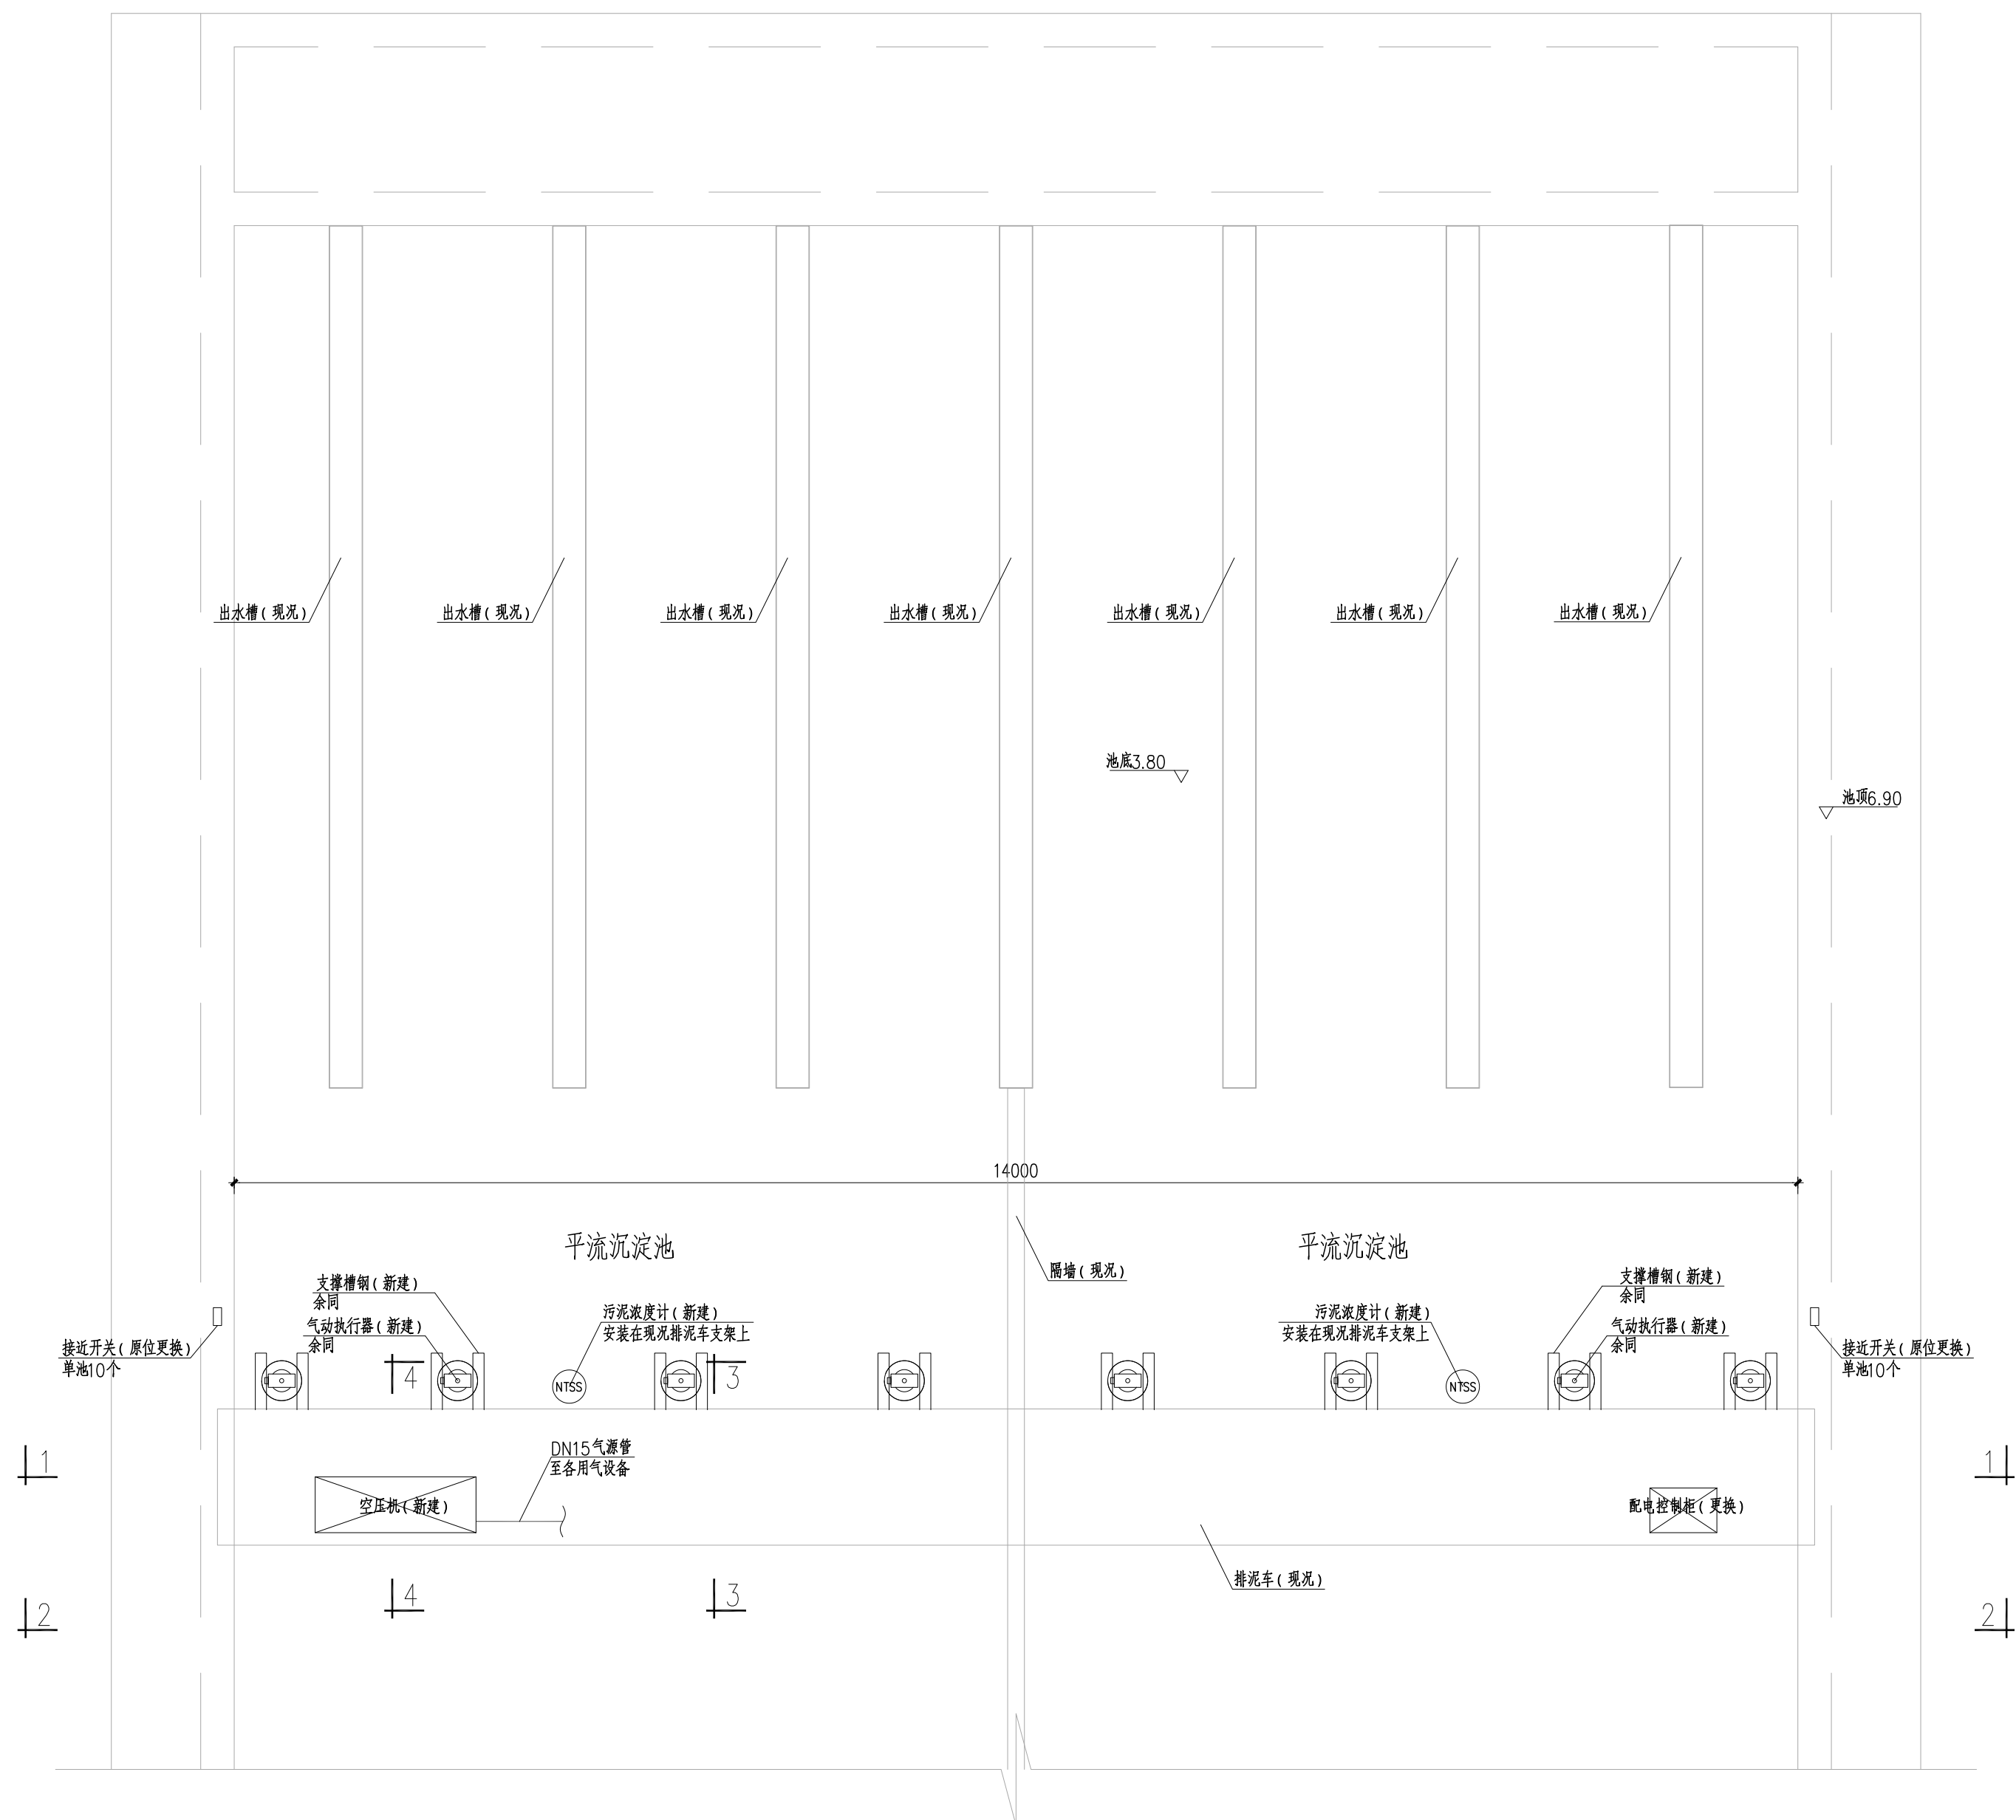 出水槽(现况)
出水槽(现况)
出水槽(现况)
出水槽(现况)
出水槽(现况)
出水槽(现况)
出水槽(现况)
池底3.80
池顶6.90
14000
平流沉淀池
平流沉淀池
隔墙(现况)
支撑槽钢(新建)
余同
气动执行器(新建)
余同
污泥浓度计(新建)
安装在现况排泥车支架上
污泥浓度计(新建)
安装在现况排泥车支架上
支撑槽钢(新建)
余同
气动执行器(新建)
余同
接近开关(原位更换)
单池10个
接近开关(原位更换)
单池10个
4
3
NTSS
NTSS
DN15气源管
至各用气设备
1
1
空压机(新建)
配电控制柜(更换)
排泥车(现况)
4
3
2
2